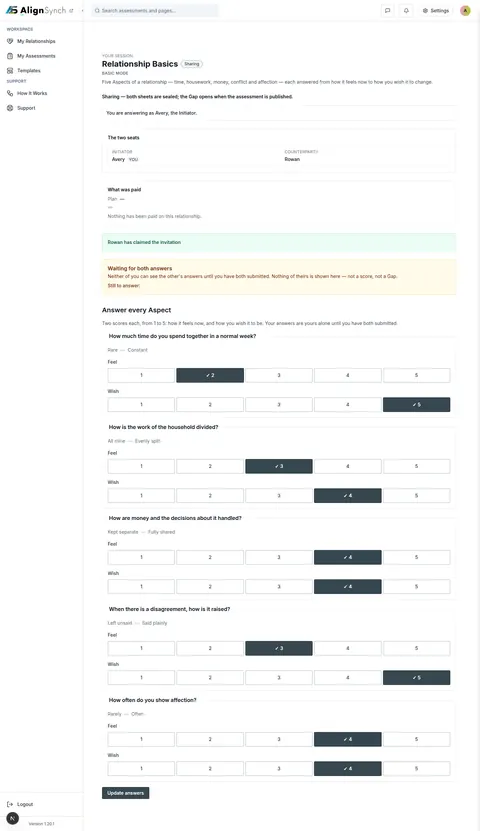 AlignSynch
Search assessments, and pages...
Settings
A
WORKSPACE
My Relationships
My Assessments
Templates
SUPPORT
How It Works
Support
YOUR SESSION
Relationship Basics
Sharing
BASIC MODE
Five Aspects of a relationship — time, housework, money, conflict and affection — each answered from how it feels now to how you wish it to be.
Sharing — both sheets are sealed; the Gap opens when the assessment is published.
You are answering as Avery, the Initiator.
The two seats
INITIATOR
COUNTERPARTY
Avery YOU
Rowan
What was paid
Plan —
—
Nothing has been paid on this relationship.
Rowan has claimed the invitation
Waiting for both answers
Neither of you can see the other's answers until you have both submitted. Nothing of theirs is shown here — not a score, not a Gap.
Still to answer:
Answer every Aspect
Two scores each, from 1 to 5: how it feels now, and how you wish it to be. Your answers are yours alone until you have both submitted
How much time do you spend together in a normal week?
Rare — Constant
Feel
1 ✓ 2 3 4 5
Wish
1 2 3 4 ✓ 5
How is the work of the household divided?
All mine — Evenly split
Feel
1 2 ✓ 3 4 5
Wish
1 2 3 ✓ 4 5
How are money and the decisions about it handled?
Kept separate — Fully shared
Feel
1 2 3 ✓ 4 5
Wish
1 2 3 ✓ 4 5
When there is a disagreement, how is it raised?
Left unsaid — Said plainly
Feel
1 2 ✓ 3 4 5
Wish
1 2 3 4 ✓ 5
How often do you show affection?
Rarely — Often
Feel
1 2 3 ✓ 4 5
Wish
1 2 3 ✓ 4 5
Update answers
Logout
N
Version 1.20.1